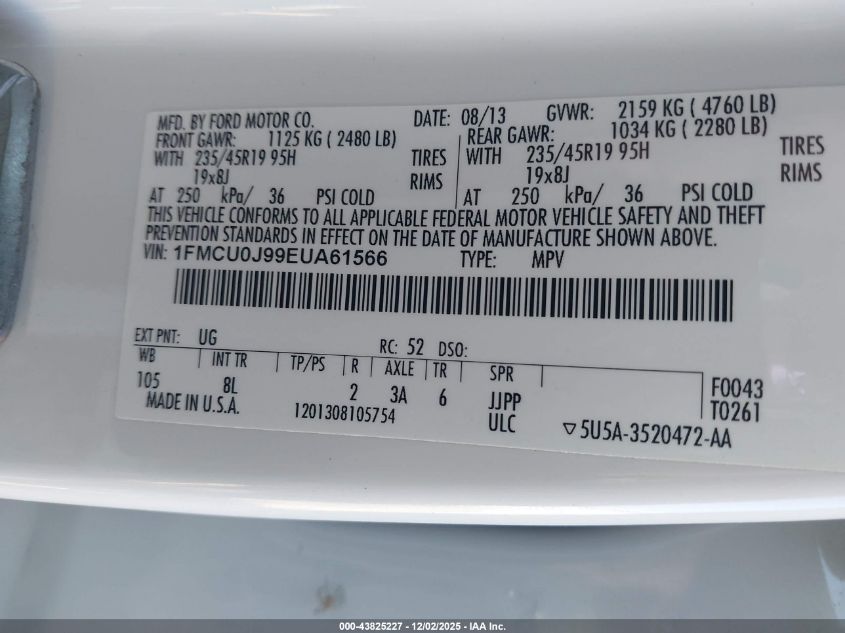 MFD. BY FORD MOTOR CO. DATE: 08/13 GVWR: 2159 KG ( 4760 LB)
FRONT GAWR: 1125 KG ( 2480 LB) REAR GAWR: 1034 KG ( 2280 LB)
WITH 235/45R19 95H TIRES WITH 235/45R19 95H TIRES
19x8J RIMS 19x8J RIMS
AT 250 kPa/ 36 PSI COLD AT 250 kPa/ 36 PSI COLD
THIS VEHICLE CONFORMS TO ALL APPLICABLE FEDERAL MOTOR VEHICLE SAFETY AND THEFT
PREVENTION STANDARDS IN EFFECT ON THE DATE OF MANUFACTURE SHOWN ABOVE.
VIN: 1FMCU0J99EUA61566 TYPE: MPV
EXT PNT: UG RC: 52 DSO:
WB INT TR TP/PS R AXLE TR SPR
105 8L 2 3A 6 JJPP F0043
MADE IN U.S.A. 1201308105754 ULC T0261
▽5U5A-3520472-AA
000-43825227 - 12/02/2025 - IAA Inc.